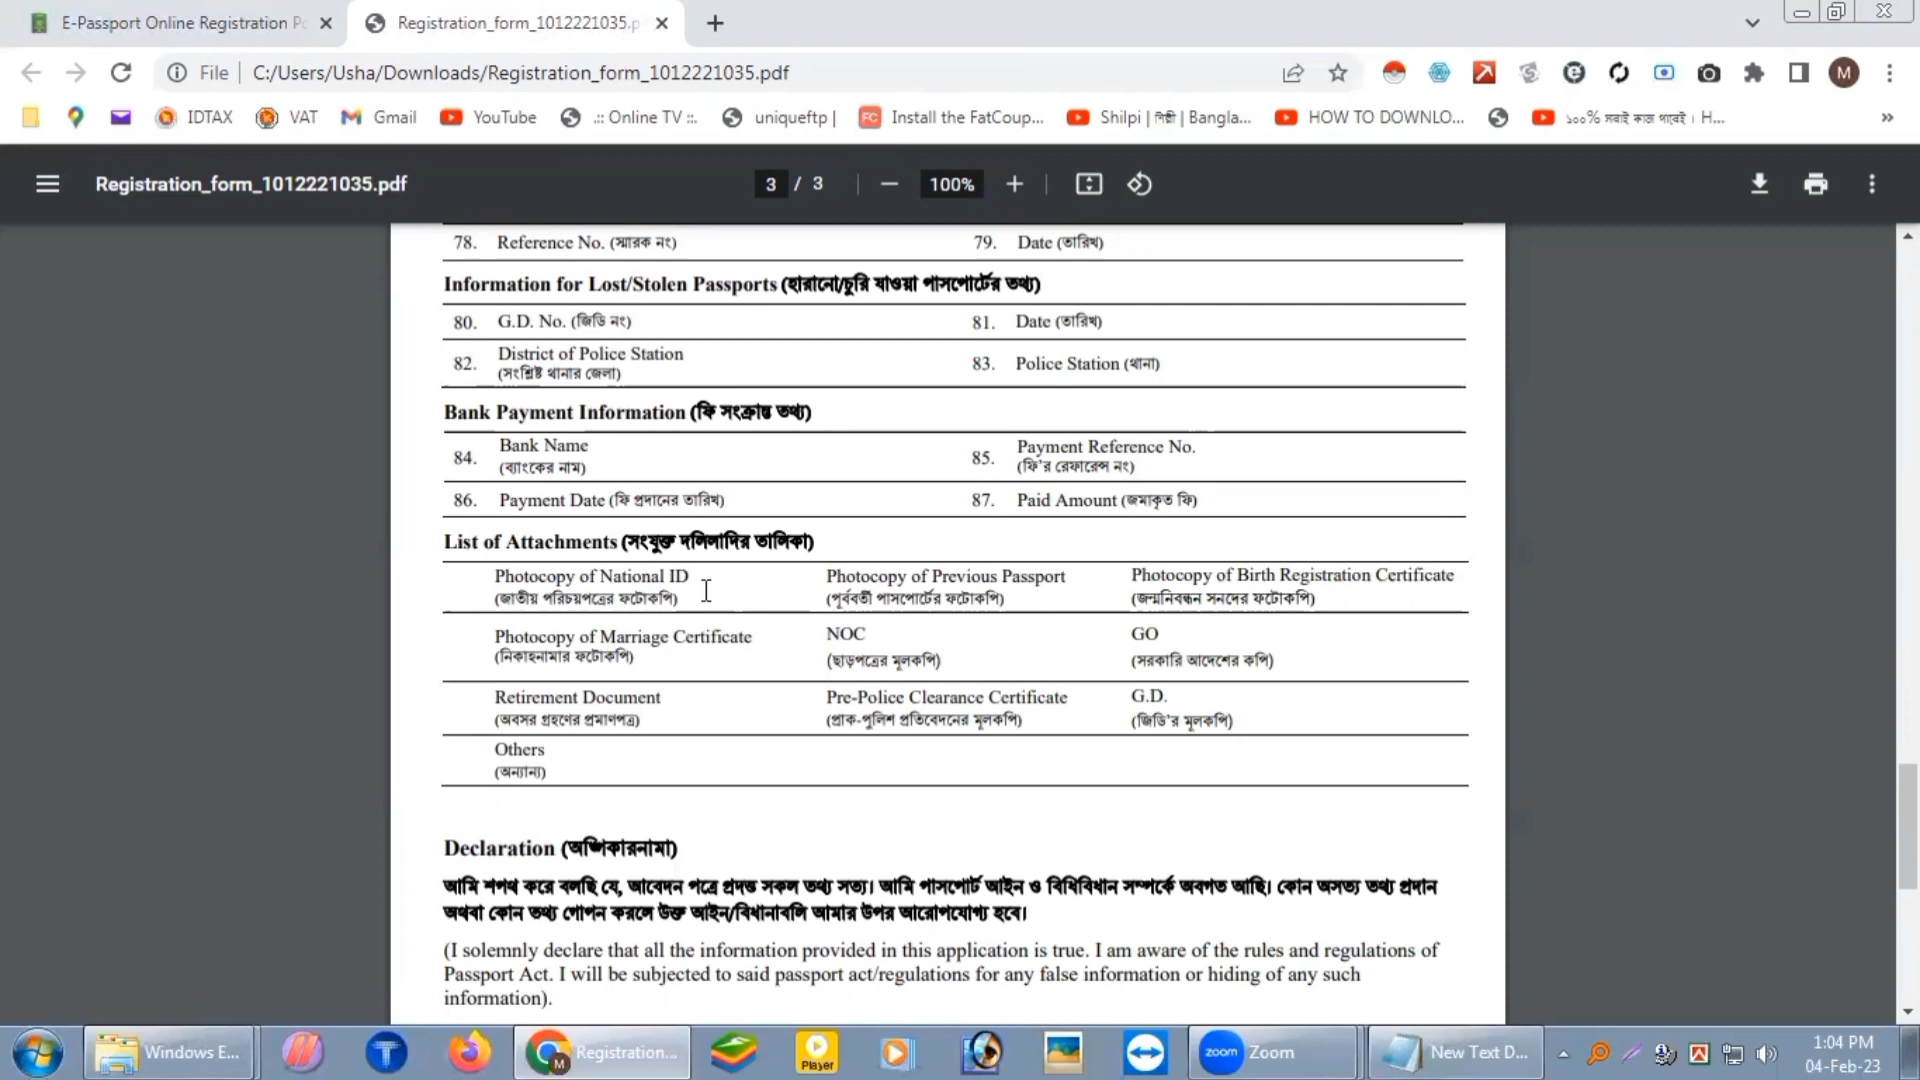 E-Passport Online Registration Po
Registration_form_1012221035.p
File C:/Users/Usha/Downloads/Registration_form_1012221035.pdf
M
IDTAX VAT Gmail YouTube .:: Online TV ::. uniqueftp | FC Install the FatCoup... Shilpi | শিল্পী | Bangla... HOW TO DOWNLO... ১০০% সবাই কাজ পাবেই । H... »
Registration_form_1012221035.pdf 3 / 3 100%
78. Reference No. (স্মারক নং) 79. Date (তারিখ)
Information for Lost/Stolen Passports (হারানো/চুরি যাওয়া পাসপোর্টের তথ্য)
80. G.D. No. (জিডি নং) 81. Date (তারিখ)
82. District of Police Station
(সংশ্লিষ্ট থানার জেলা)
83. Police Station (থানা)
Bank Payment Information (ফি সংক্রান্ত তথ্য)
84. Bank Name
(ব্যাংকের নাম)
85. Payment Reference No.
(ফি'র রেফারেন্স নং)
86. Payment Date (ফি প্রদানের তারিখ) 87. Paid Amount (জমাকৃত ফি)
List of Attachments (সংযুক্ত দলিলাদির তালিকা)
Photocopy of National ID Photocopy of Previous Passport Photocopy of Birth Registration Certificate
(জাতীয় পরিচয়পত্রের ফটোকপি) (পূর্ববর্তী পাসপোর্টের ফটোকপি) (জন্মনিবন্ধন সনদের ফটোকপি)
Photocopy of Marriage Certificate NOC GO
(নিকাহনামার ফটোকপি) (ছাড়পত্রের মূলকপি) (সরকারি আদেশের কপি)
Retirement Document Pre-Police Clearance Certificate G.D.
(অবসর গ্রহণের প্রমাণপত্র) (প্রাক-পুলিশ প্রতিবেদনের মূলকপি) (জিডি'র মূলকপি)
Others
(অন্যান্য)
Declaration (অঙ্গিকারনামা)
আমি শপথ করে বলছি যে, আবেদন পত্রে প্রদত্ত সকল তথ্য সত্য। আমি পাসপোর্ট আইন ও বিধিবিধান সম্পর্কে অবগত আছি। কোন অসত্য তথ্য প্রদান
অথবা কোন তথ্য গোপন করলে উক্ত আইন/বিধানাবলি আমার উপর আরোপযোগ্য হবে।
(I solemnly declare that all the information provided in this application is true. I am aware of the rules and regulations of
Passport Act. I will be subjected to said passport act/regulations for any false information or hiding of any such
information).
Windows E... Registration... Player zoom Zoom New Text D... 1:04 PM
04-Feb-23